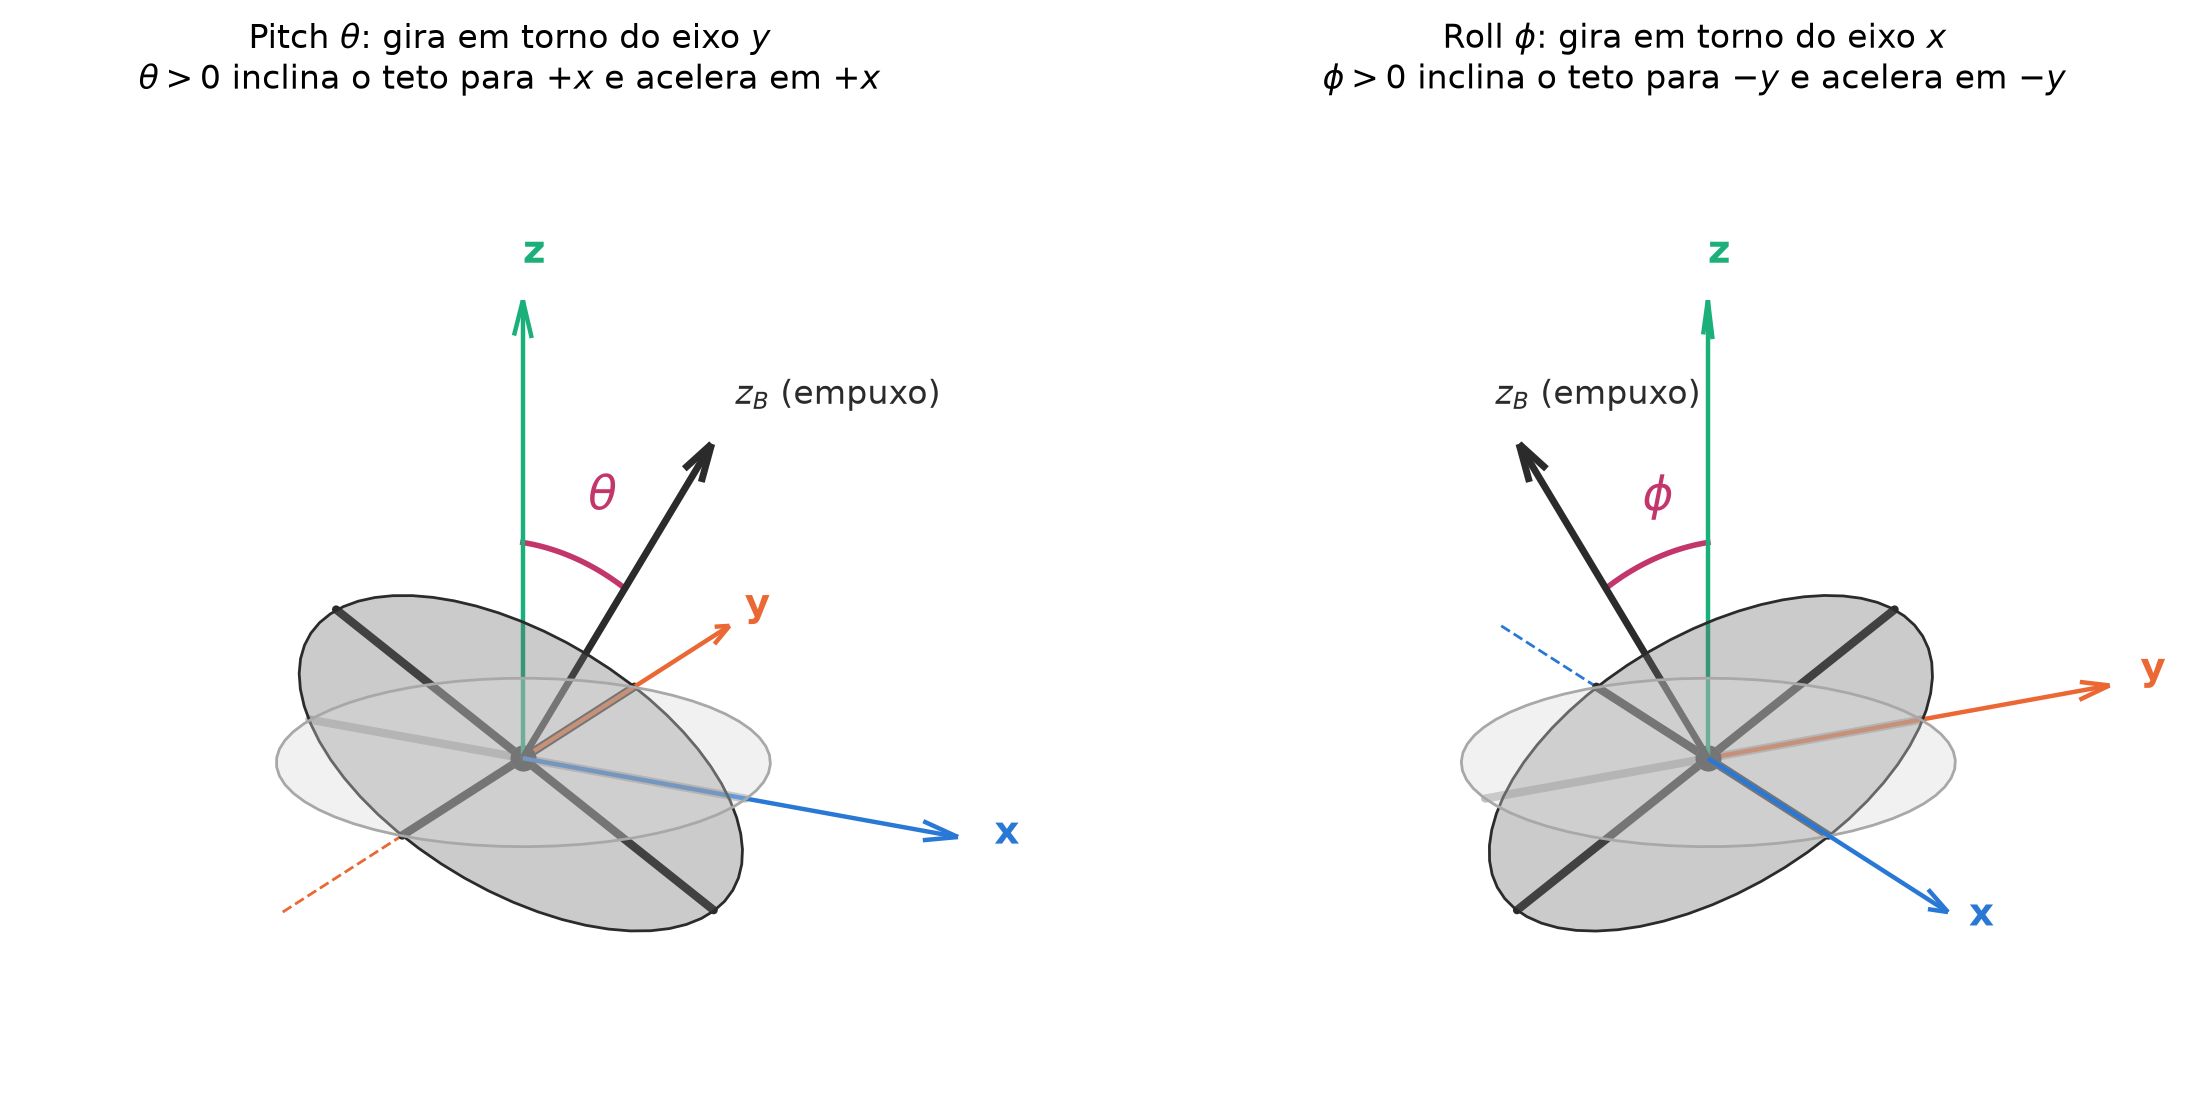 Pitch θ: gira em torno do eixo y
θ > 0 inclina o teto para +x e acelera em +x
z
z_B (empuxo)
θ
y
x
Roll ϕ: gira em torno do eixo x
ϕ > 0 inclina o teto para −y e acelera em −y
z
z_B (empuxo)
ϕ
y
x